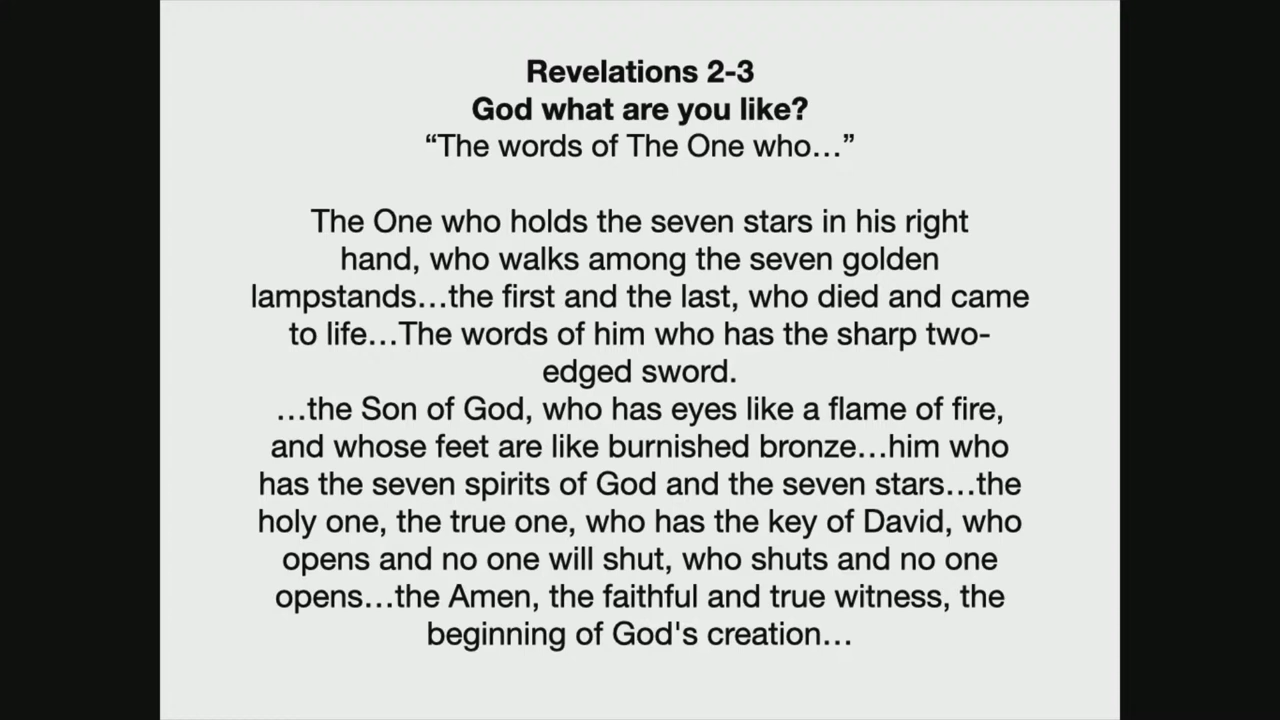 Revelations 2-3
God what are you like?
“The words of The One who…”
The One who holds the seven stars in his right
hand, who walks among the seven golden
lampstands…the first and the last, who died and came
to life…The words of him who has the sharp two-
edged sword.
…the Son of God, who has eyes like a flame of fire,
and whose feet are like burnished bronze…him who
has the seven spirits of God and the seven stars…the
holy one, the true one, who has the key of David, who
opens and no one will shut, who shuts and no one
opens…the Amen, the faithful and true witness, the
beginning of God's creation…